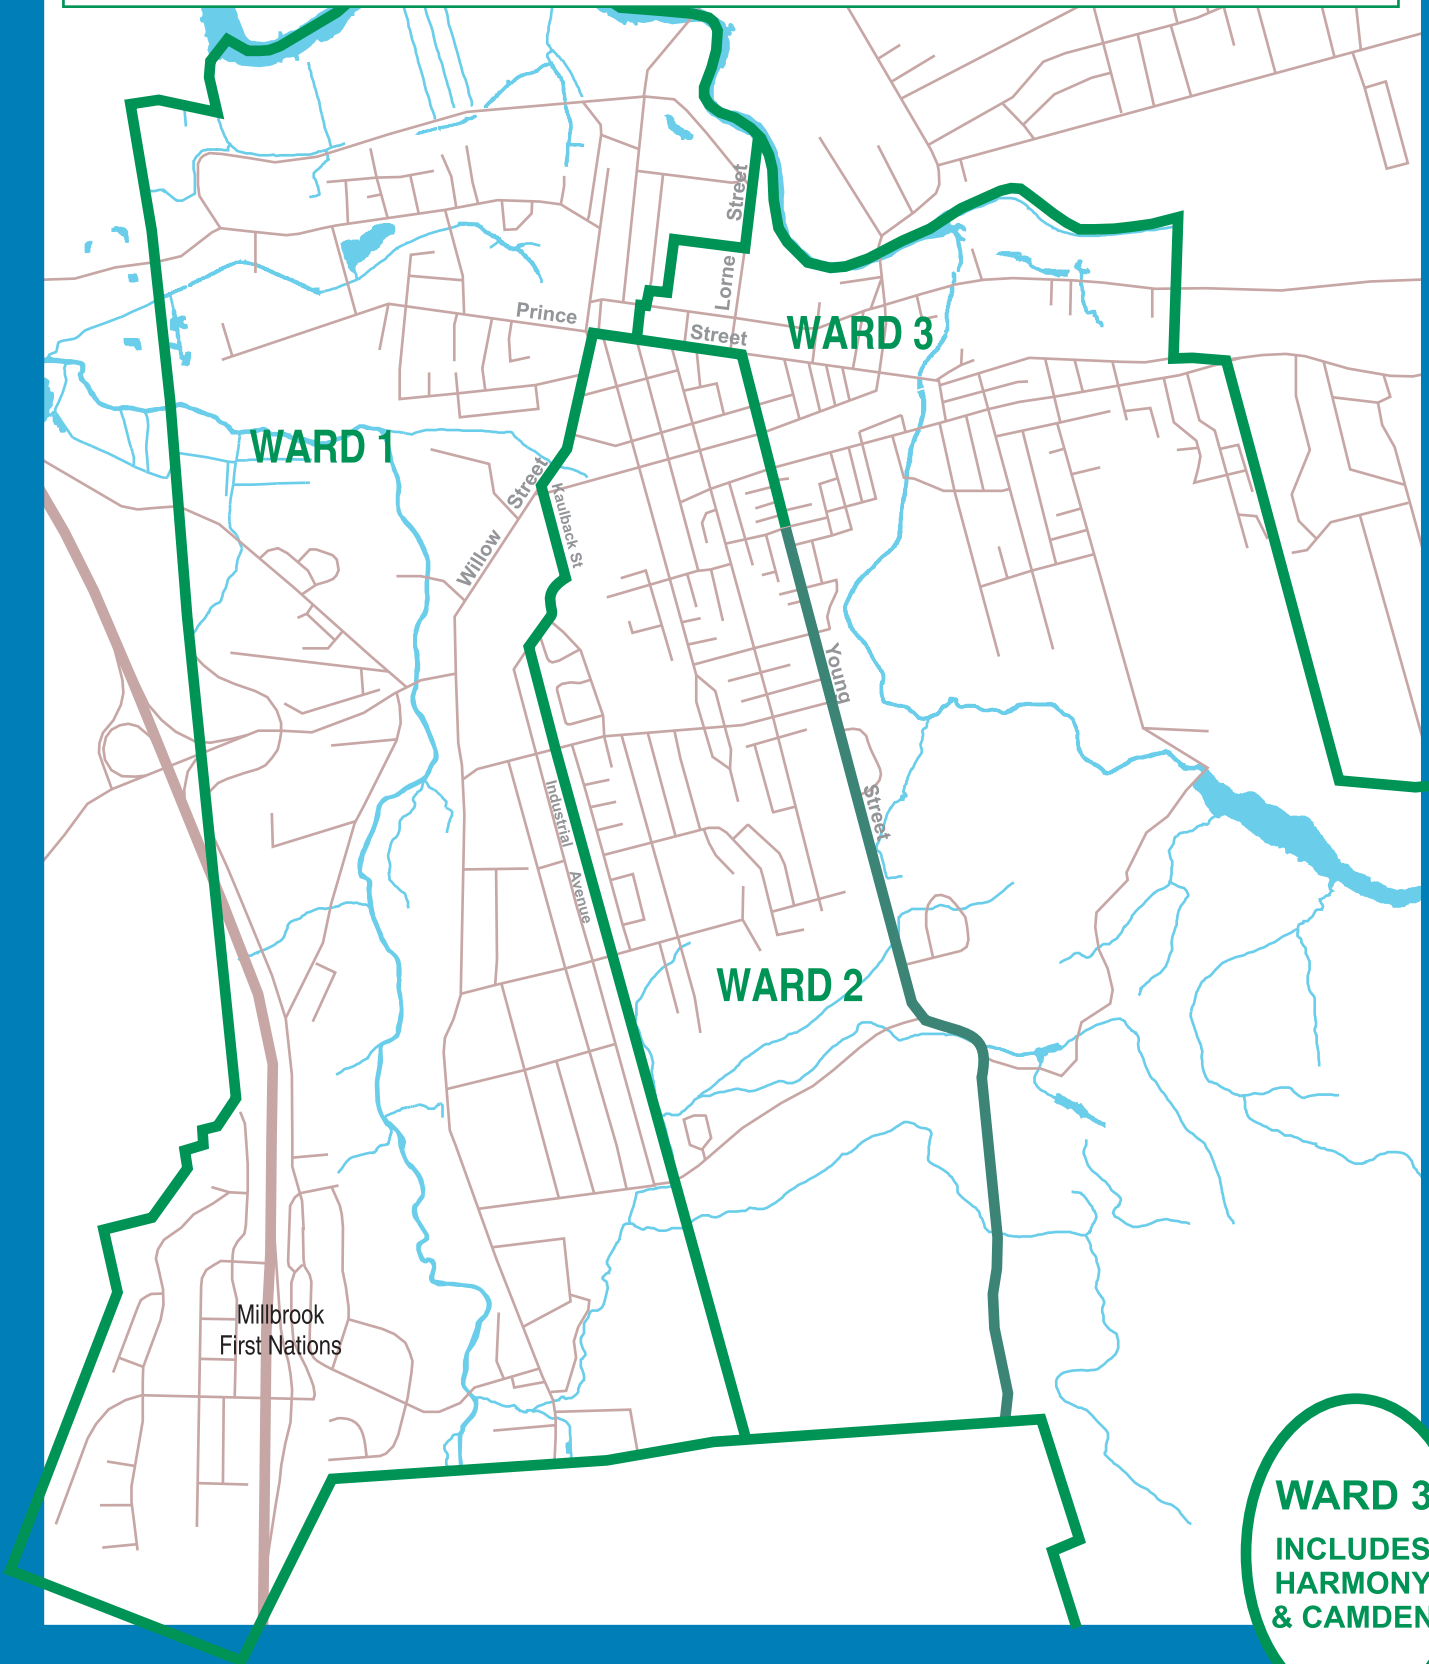 Street
Lorne
Prince
Street
WARD 3
WARD 1
Street
Willow
Kaulback St
Young
Street
Industrial
Avenue
WARD 2
Millbrook
First Nations
WARD 3
INCLUDES
HARMONY
& CAMDEN